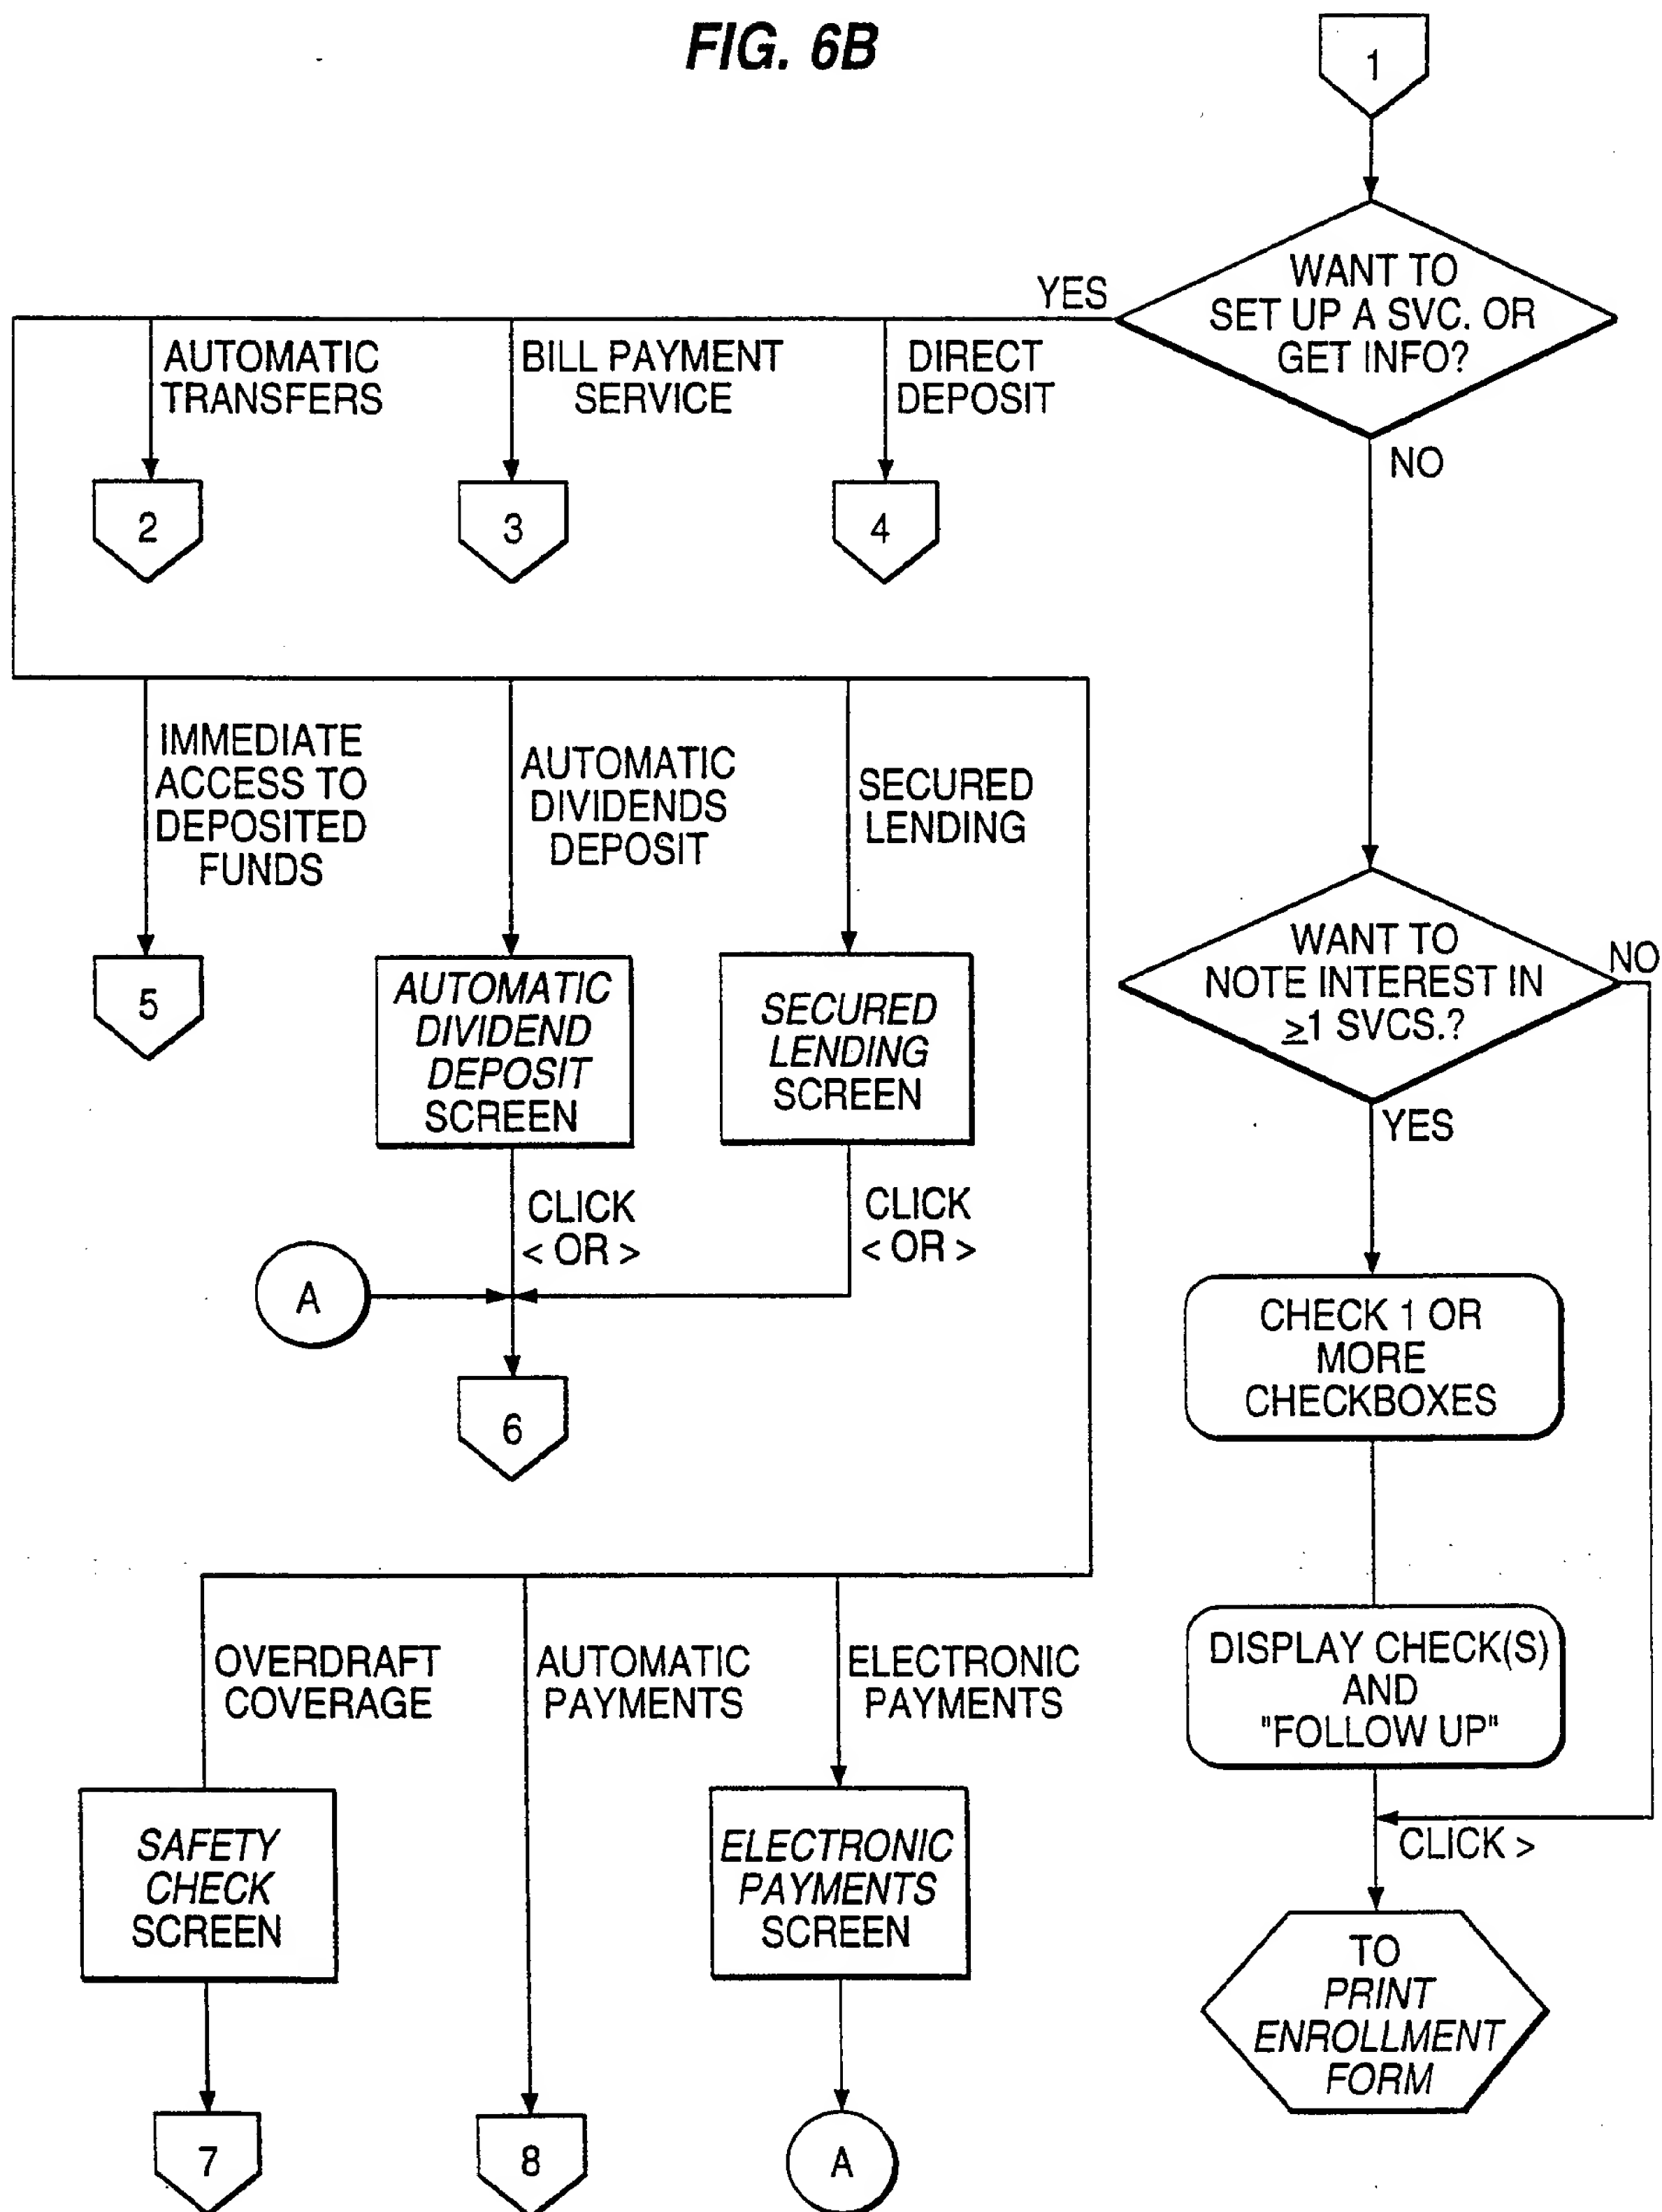 FIG. 6B
1
WANT TO
SET UP A SVC. OR
GET INFO?
YES
NO
AUTOMATIC
TRANSFERS
BILL PAYMENT
SERVICE
DIRECT
DEPOSIT
2
3
4
IMMEDIATE
ACCESS TO
DEPOSITED
FUNDS
AUTOMATIC
DIVIDENDS
DEPOSIT
SECURED
LENDING
5
AUTOMATIC
DIVIDEND
DEPOSIT
SCREEN
SECURED
LENDING
SCREEN
CLICK
< OR >
CLICK
< OR >
A
6
WANT TO
NOTE INTEREST IN
≥1 SVCS.?
NO
YES
CHECK 1 OR
MORE
CHECKBOXES
DISPLAY CHECK(S)
AND
"FOLLOW UP"
CLICK >
TO
PRINT
ENROLLMENT
FORM
OVERDRAFT
COVERAGE
AUTOMATIC
PAYMENTS
ELECTRONIC
PAYMENTS
SAFETY
CHECK
SCREEN
ELECTRONIC
PAYMENTS
SCREEN
7
8
A